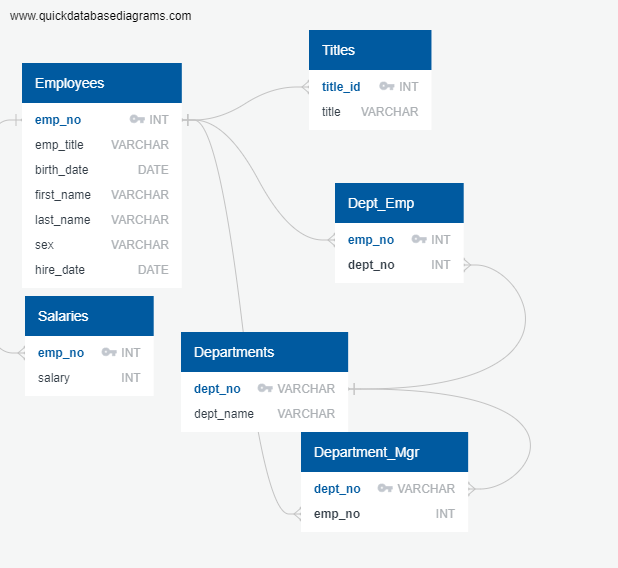 www.quickdatabasediagrams.com
Employees
emp_no INT
emp_title VARCHAR
birth_date DATE
first_name VARCHAR
last_name VARCHAR
sex VARCHAR
hire_date DATE
Titles
title_id INT
title VARCHAR
Dept_Emp
emp_no INT
dept_no INT
Salaries
emp_no INT
salary INT
Departments
dept_no VARCHAR
dept_name VARCHAR
Department_Mgr
dept_no VARCHAR
emp_no INT